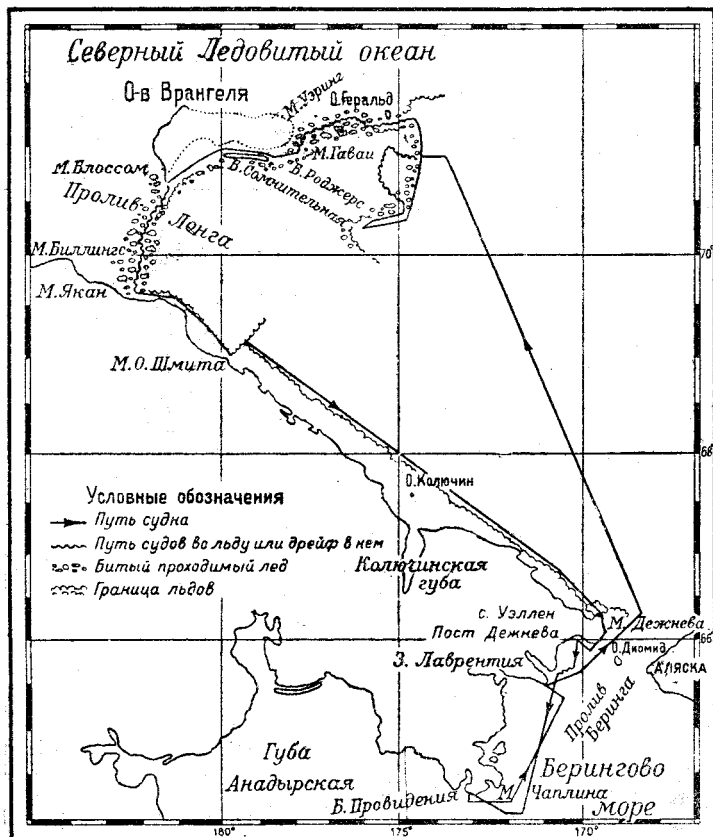 Северный Ледовитый океан
О-в Врангеля
М.Уэринг
О.Геральд
М.Блоссом
М.Гаваи
Б.Роджерс
Б.Сомнительная
Пролив
Лонга
М.Биллингс
М.Якан
70°
М.О.Шмита
68°
О.Колючин
Условные обозначения
Путь судна
Путь судов во льду или дрейф в нем
Битый проходимый лед
Граница льдов
Колючинская
губа
с. Уэллен
М. Дежнева
Пост Дежнева
66°
З. Лаврентия
О.Диомид
АЛЯСКА
Пролив
Беринга
Губа
Анадырская
Берингово
море
Б. Провидения
М. Чаплина
180°
175°
170°